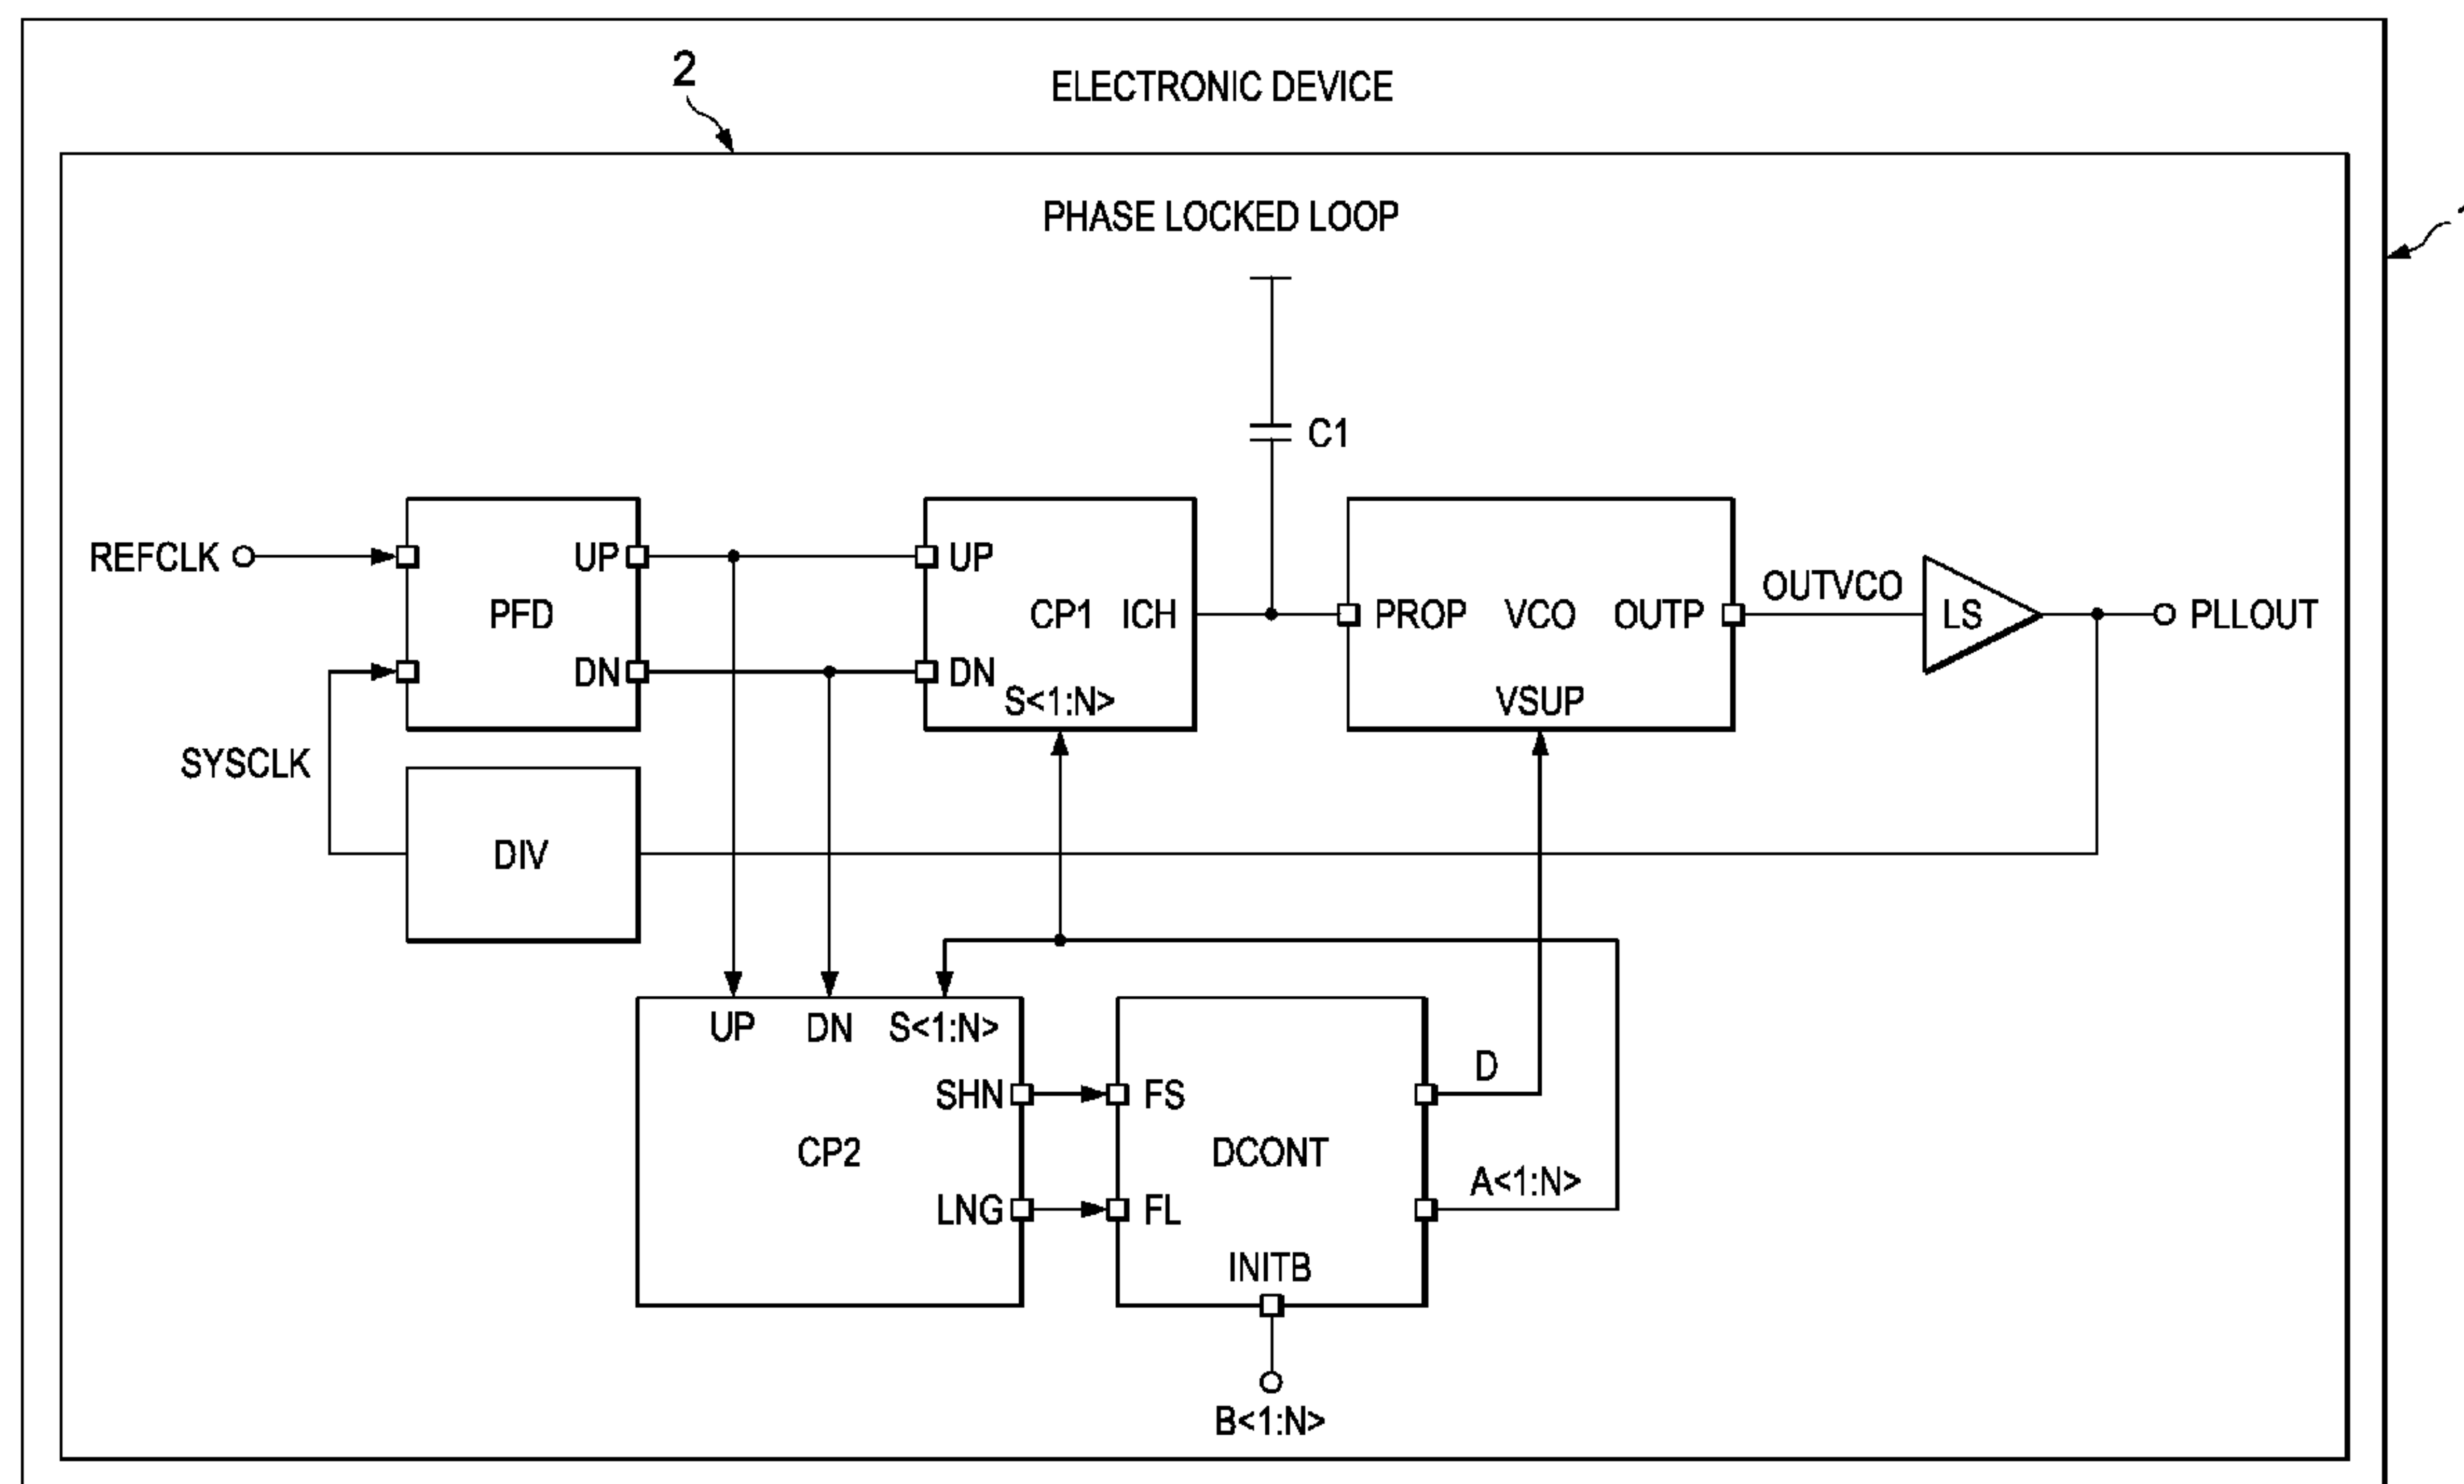 2
ELECTRONIC DEVICE
PHASE LOCKED LOOP
C1
REFCLK
UP
UP
PFD
CP1
ICH
PROP
VCO
OUTP
OUTVCO
LS
PLLOUT
DN
DN
S<1:N>
VSUP
SYSCLK
DIV
UP
DN
S<1:N>
SHN
FS
D
CP2
DCONT
LNG
FL
A<1:N>
INITB
B<1:N>